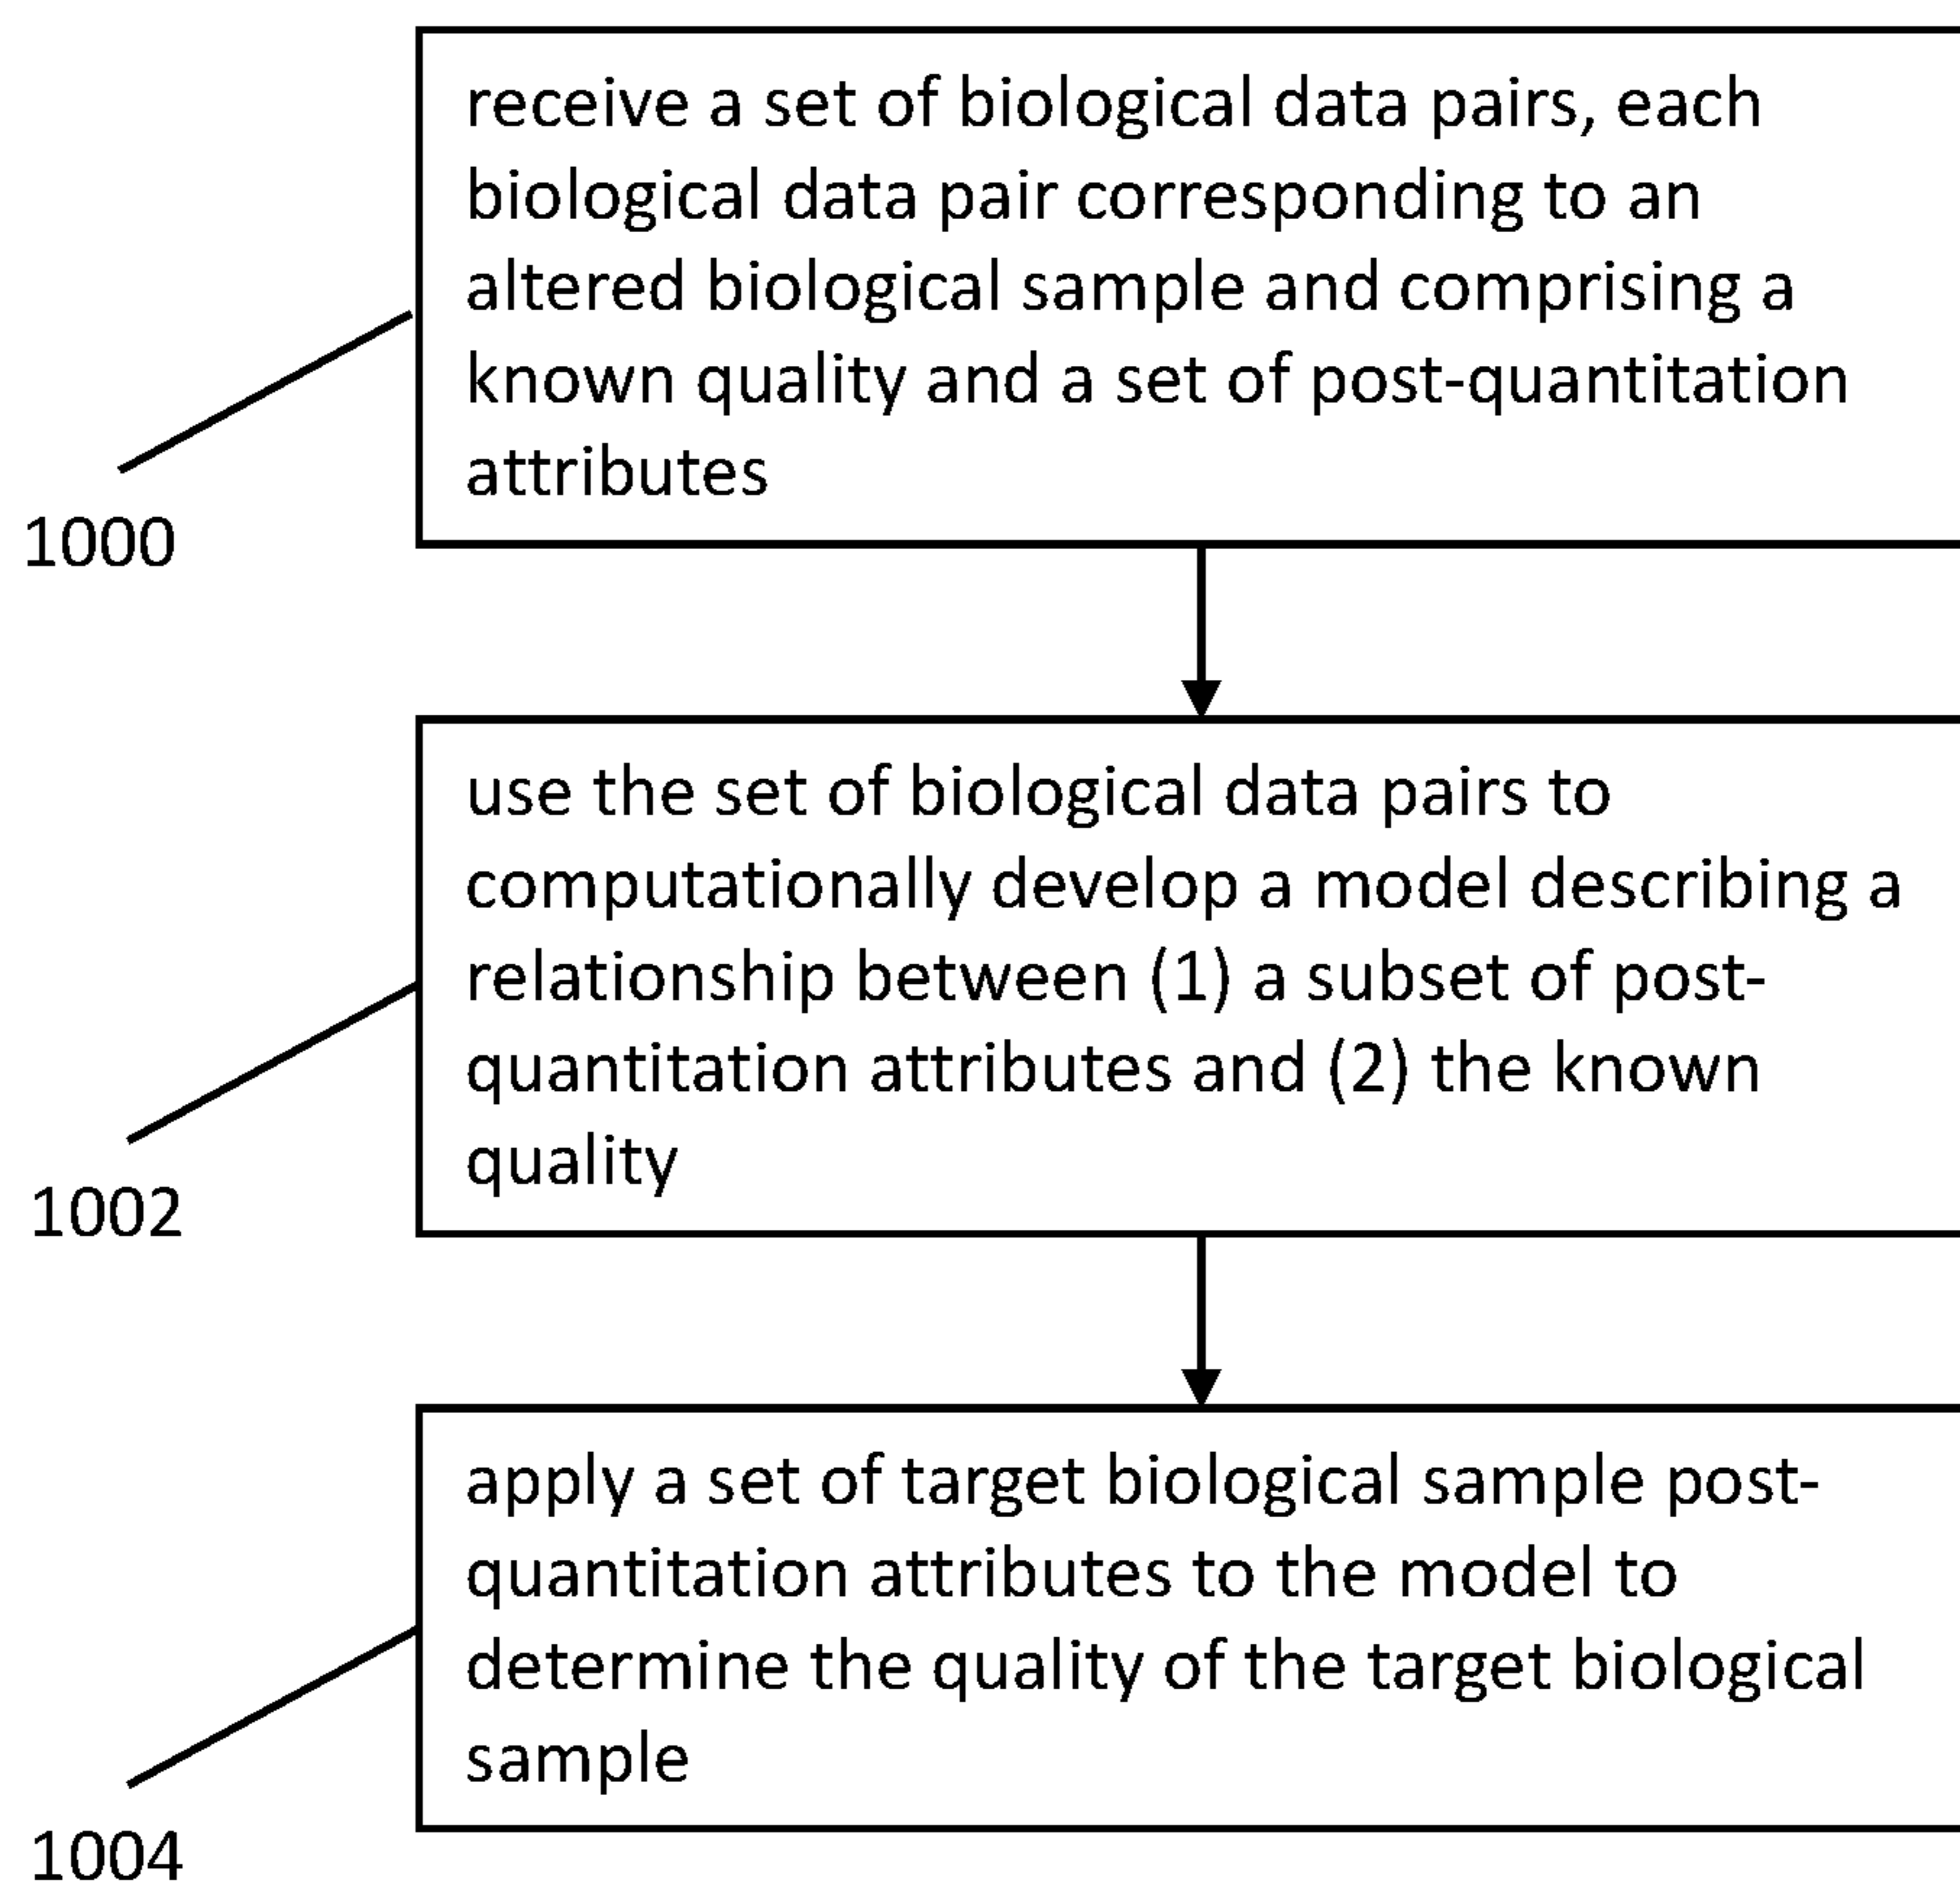 receive a set of biological data pairs, each
biological data pair corresponding to an
altered biological sample and comprising a
known quality and a set of post-quantitation
attributes
1000
use the set of biological data pairs to
computationally develop a model describing a
relationship between (1) a subset of post-
quantitation attributes and (2) the known
quality
1002
apply a set of target biological sample post-
quantitation attributes to the model to
determine the quality of the target biological
sample
1004